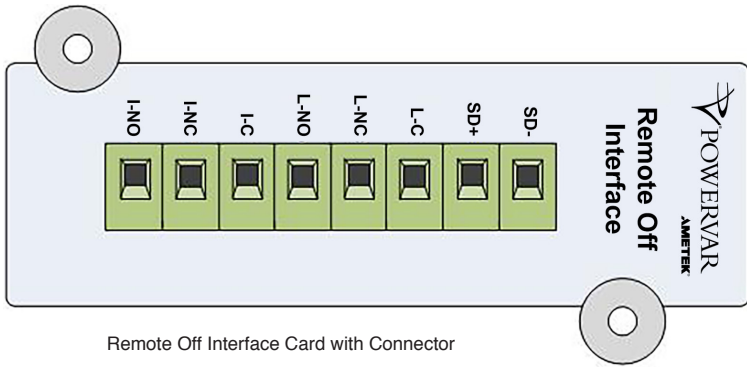 I-NO
I-NC
I-C
L-NO
L-NC
L-C
SD+
SD-
Remote Off
Interface
POWERVAR
AMETEK
Remote Off Interface Card with Connector